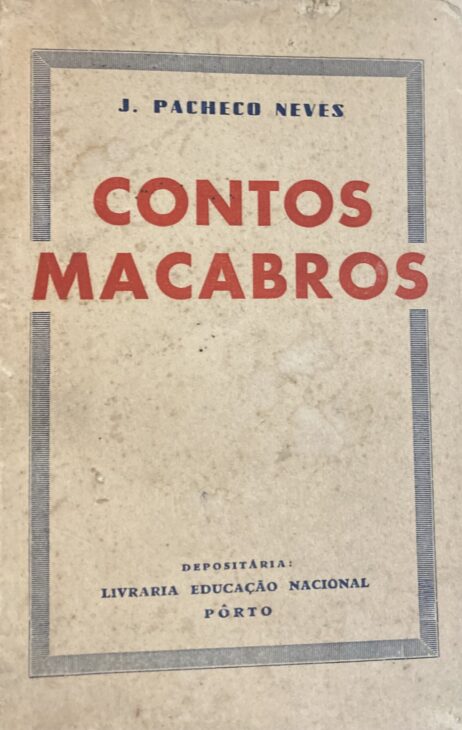 J. PACHECO NEVES
CONTOS
MACABROS
DEPOSITÁRIA:
LIVRARIA EDUCAÇÃO NACIONAL
PÔRTO